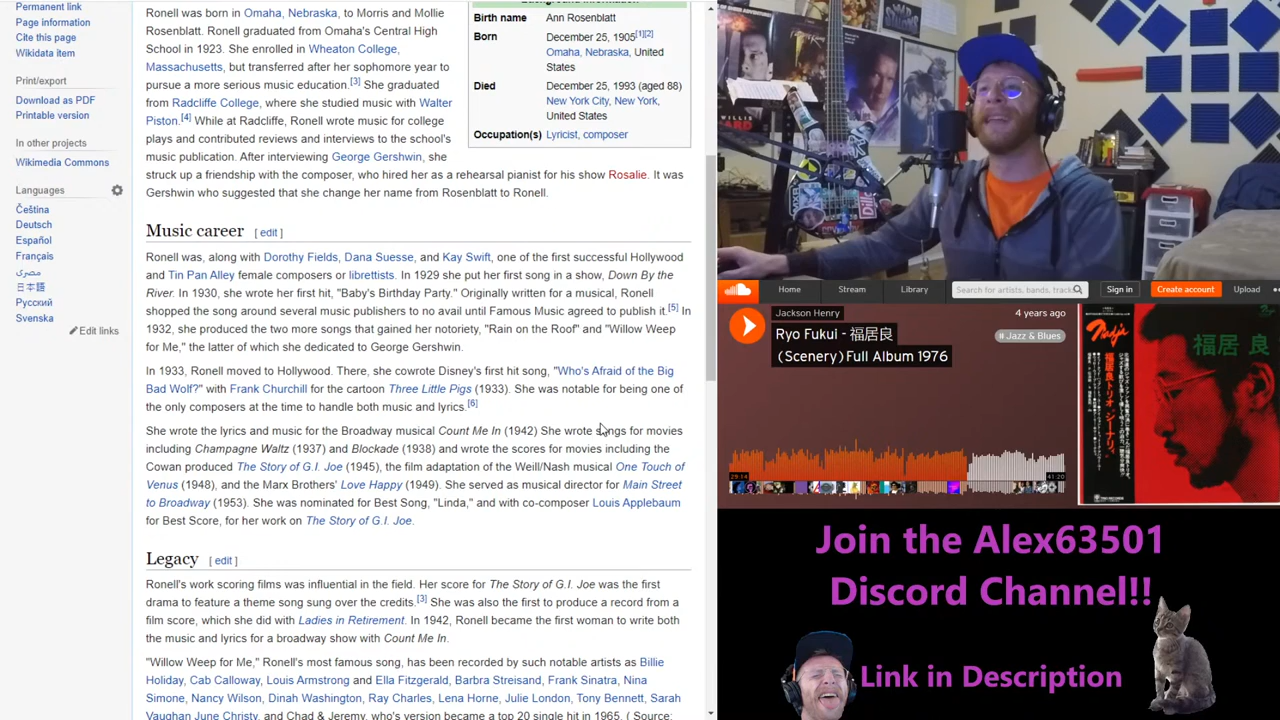 Permanent link
Page information
Cite this page
Wikidata item
Print/export
Download as PDF
Printable version
In other projects
Wikimedia Commons
Languages
Čeština
Deutsch
Español
Français
مصرى
日本語
Русский
Svenska
Edit links
Ronell was born in Omaha, Nebraska, to Morris and Mollie
Rosenblatt. Ronell graduated from Omaha's Central High
School in 1923. She enrolled in Wheaton College,
Massachusetts, but transferred after her sophomore year to
pursue a more serious music education.[3] She graduated
from Radcliffe College, where she studied music with Walter
Piston.[4] While at Radcliffe, Ronell wrote music for college
plays and contributed reviews and interviews to the school's
music publication. After interviewing George Gershwin, she
struck up a friendship with the composer, who hired her as a rehearsal pianist for his show Rosalie. It was
Gershwin who suggested that she change her name from Rosenblatt to Ronell.
Background information
Birth name Ann Rosenblatt
Born December 25, 1905[1][2]
Omaha, Nebraska, United
States
Died December 25, 1993 (aged 88)
New York City, New York,
United States
Occupation(s) Lyricist, composer
Music career [ edit ]
Ronell was, along with Dorothy Fields, Dana Suesse, and Kay Swift, one of the first successful Hollywood
and Tin Pan Alley female composers or librettists. In 1929 she put her first song in a show, Down By the
River. In 1930, she wrote her first hit, "Baby's Birthday Party." Originally written for a musical, Ronell
shopped the song around several music publishers to no avail until Famous Music agreed to publish it.[5] In
1932, she produced the two more songs that gained her notoriety, "Rain on the Roof" and "Willow Weep
for Me," the latter of which she dedicated to George Gershwin.
In 1933, Ronell moved to Hollywood. There, she cowrote Disney's first hit song, "Who's Afraid of the Big
Bad Wolf?" with Frank Churchill for the cartoon Three Little Pigs (1933). She was notable for being one of
the only composers at the time to handle both music and lyrics.[6]
She wrote the lyrics and music for the Broadway musical Count Me In (1942) She wrote songs for movies
including Champagne Waltz (1937) and Blockade (1938) and wrote the scores for movies including the
Cowan produced The Story of G.I. Joe (1945), the film adaptation of the Weill/Nash musical One Touch of
Venus (1948), and the Marx Brothers' Love Happy (1949). She served as musical director for Main Street
to Broadway (1953). She was nominated for Best Song, "Linda," and with co-composer Louis Applebaum
for Best Score, for her work on The Story of G.I. Joe.
Legacy [ edit ]
Ronell's work scoring films was influential in the field. Her score for The Story of G.I. Joe was the first
drama to feature a theme song sung over the credits.[3] She was also the first to produce a record from a
film score, which she did with Ladies in Retirement. In 1942, Ronell became the first woman to write both
the music and lyrics for a broadway show with Count Me In.
"Willow Weep for Me," Ronell's most famous song, has been recorded by such notable artists as Billie
Holiday, Cab Calloway, Louis Armstrong and Ella Fitzgerald, Barbra Streisand, Frank Sinatra, Nina
Simone, Nancy Wilson, Dinah Washington, Ray Charles, Lena Horne, Julie London, Tony Bennett, Sarah
Vaughan June Christy, and Chad & Jeremy, who's version became a top 20 single hit in 1965. ( Source:
Home Stream Library Search for artists, bands, tracks Sign in Create account Upload
Jackson Henry 4 years ago
Ryo Fukui - 福居良 # Jazz & Blues
(Scenery) Full Album 1976
29:14 41:20
福居 良
福居良トリオ・シーナリィ
Join the Alex63501
Discord Channel!!
Link in Description